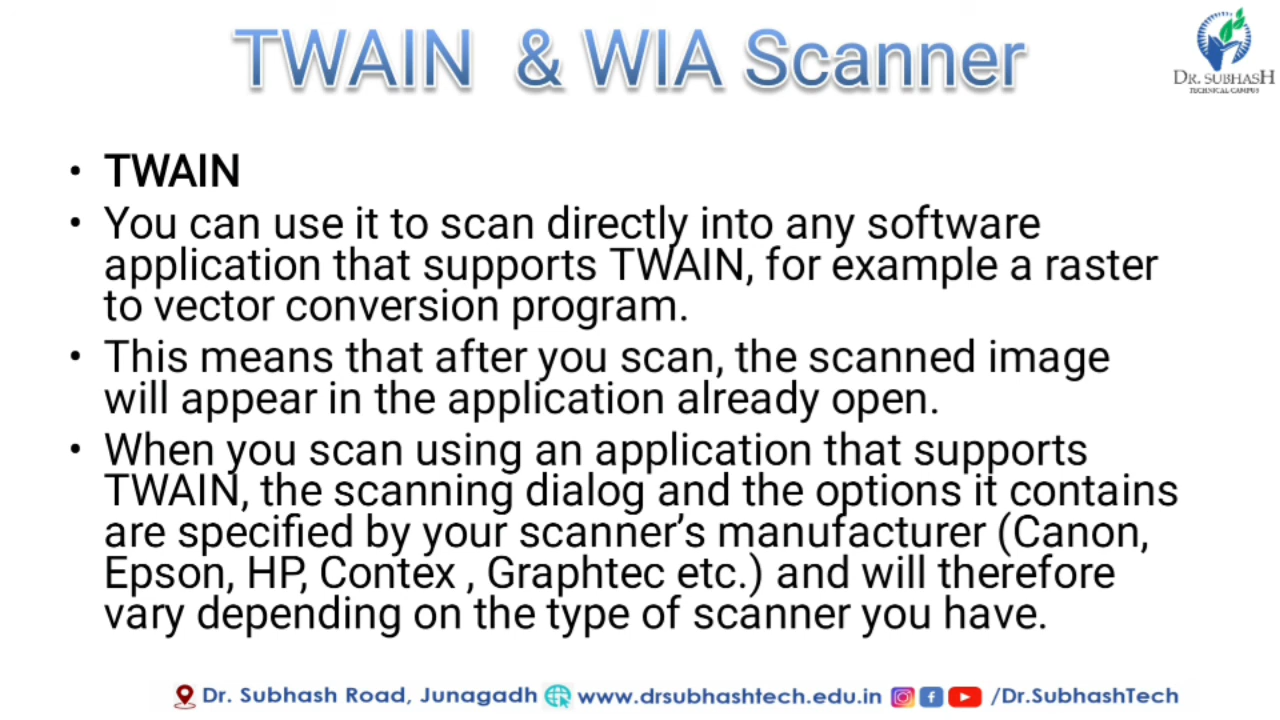 TWAIN & WIA Scanner
DR. SUBHASH
TECHNICAL CAMPUS
• TWAIN
• You can use it to scan directly into any software
application that supports TWAIN, for example a raster
to vector conversion program.
• This means that after you scan, the scanned image
will appear in the application already open.
• When you scan using an application that supports
TWAIN, the scanning dialog and the options it contains
are specified by your scanner’s manufacturer (Canon,
Epson, HP, Contex , Graphtec etc.) and will therefore
vary depending on the type of scanner you have.
Dr. Subhash Road, Junagadh www.drsubhashtech.edu.in /Dr.SubhashTech